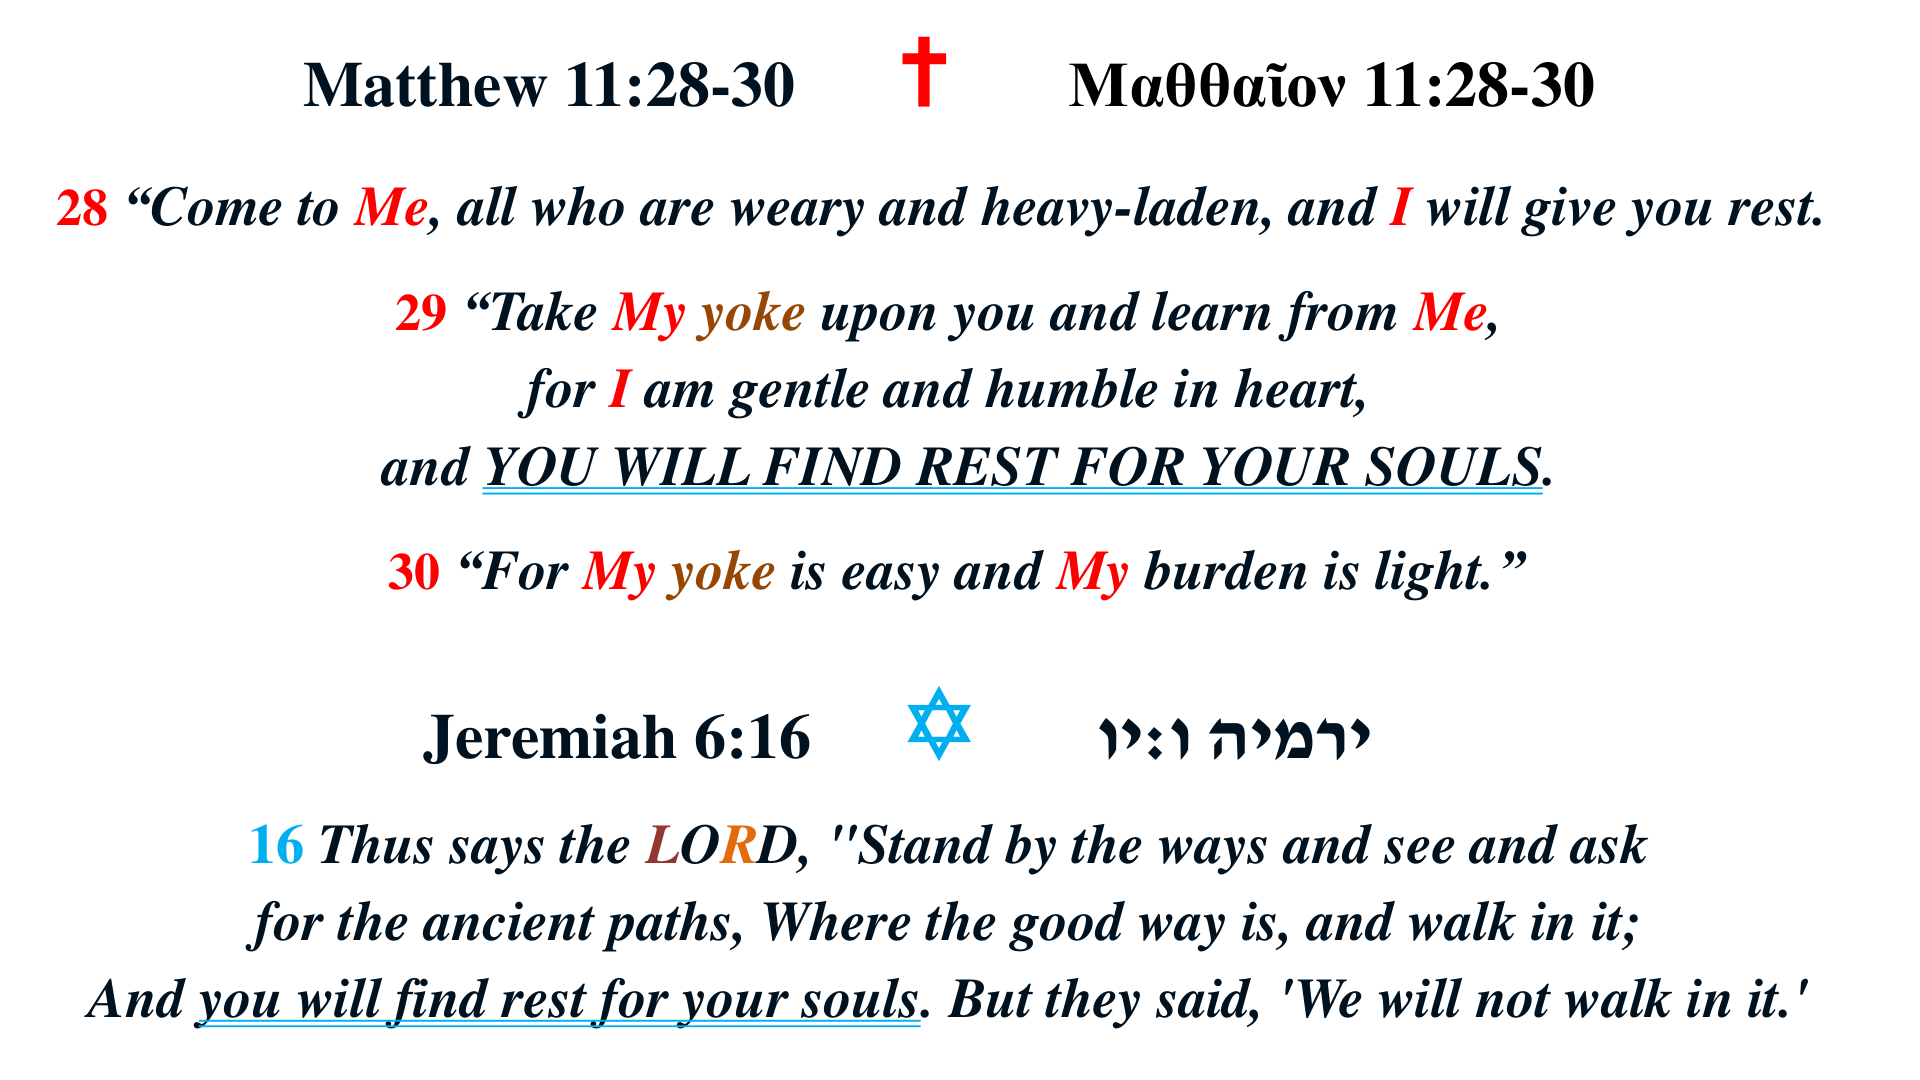 Matthew 11:28-30 ✝ Μαθθαῖον 11:28-30
28 “Come to Me, all who are weary and heavy-laden, and I will give you rest.
29 “Take My yoke upon you and learn from Me,
for I am gentle and humble in heart,
and YOU WILL FIND REST FOR YOUR SOULS.
30 “For My yoke is easy and My burden is light.”
Jeremiah 6:16 ✡ ירמיה ו:יו
16 Thus says the LORD, "Stand by the ways and see and ask
for the ancient paths, Where the good way is, and walk in it;
And you will find rest for your souls. But they said, 'We will not walk in it.'